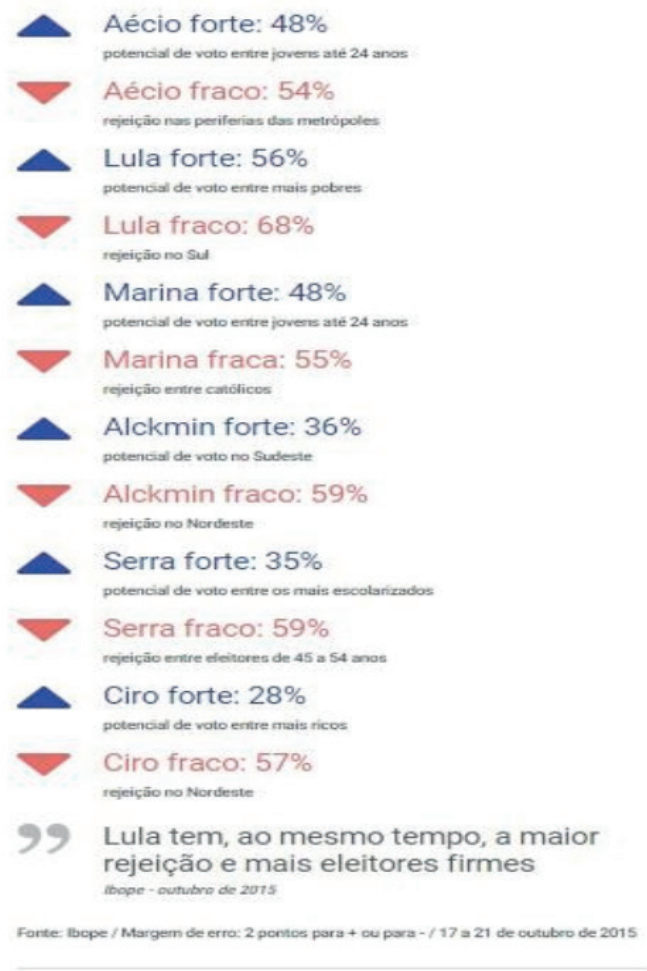 Aécio forte: 48%
potencial de voto entre jovens até 24 anos
Aécio fraco: 54%
rejeição nas periferias das metrópoles
Lula forte: 56%
potencial de voto entre mais pobres
Lula fraco: 68%
rejeição no Sul
Marina forte: 48%
potencial de voto entre jovens até 24 anos
Marina fraca: 55%
rejeição entre católicos
Alckmin forte: 36%
potencial de voto no Sudeste
Alckmin fraco: 59%
rejeição no Nordeste
Serra forte: 35%
potencial de voto entre os mais escolarizados
Serra fraco: 59%
rejeição entre eleitores de 45 a 54 anos
Ciro forte: 28%
potencial de voto entre mais ricos
Ciro fraco: 57%
rejeição no Nordeste
” Lula tem, ao mesmo tempo, a maior
rejeição e mais eleitores firmes
Ibope - outubro de 2015
Fonte: Ibope / Margem de erro: 2 pontos para + ou para - / 17 a 21 de outubro de 2015